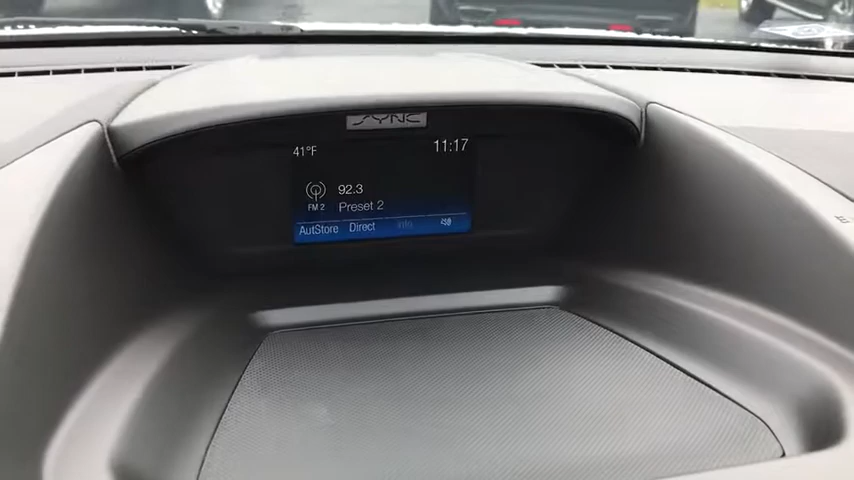 SYNC
41°F 11:17
92.3
FM 2 Preset 2
AutStore Direct Info